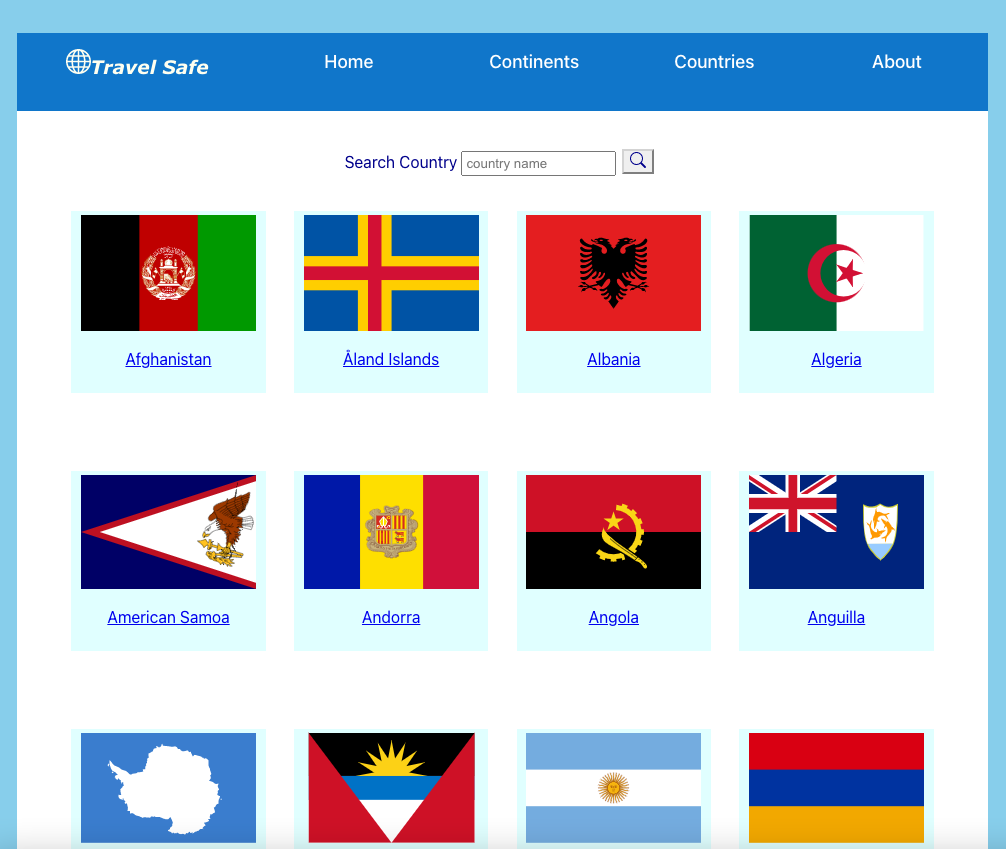 Travel Safe
Home
Continents
Countries
About
Search Country
country name
Afghanistan
Åland Islands
Albania
Algeria
American Samoa
Andorra
Angola
Anguilla